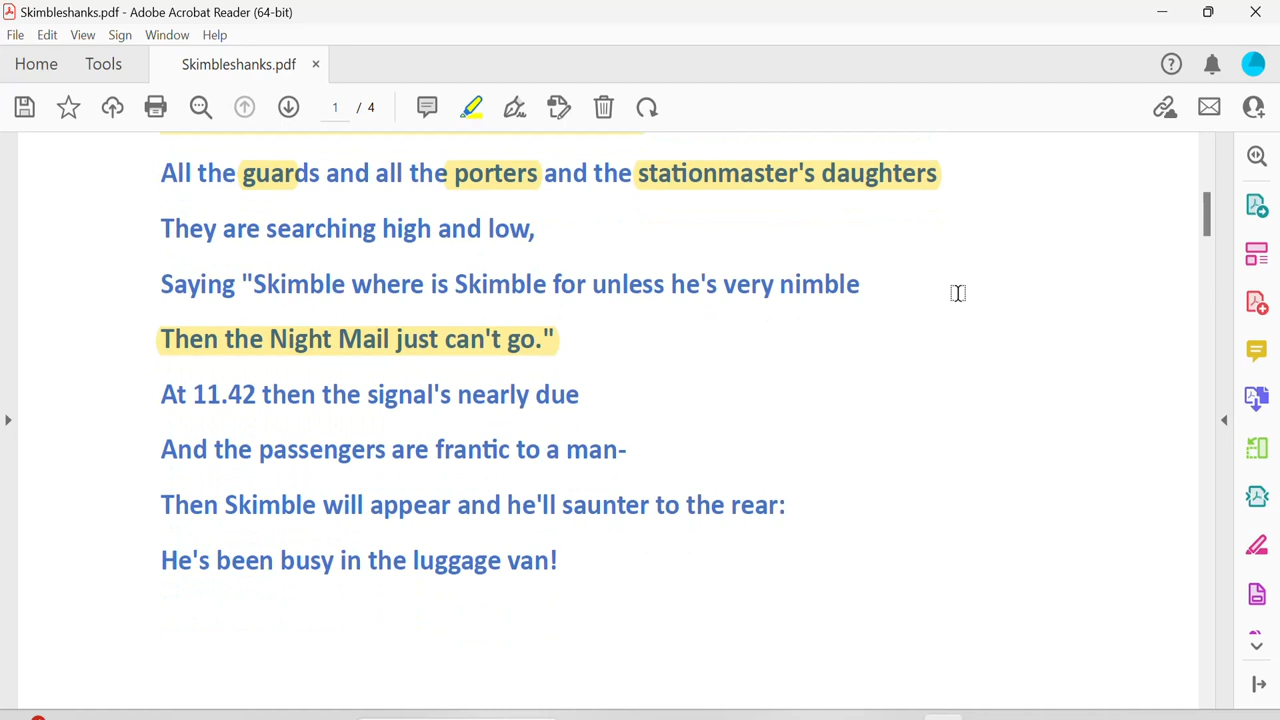 Skimbleshanks.pdf - Adobe Acrobat Reader (64-bit)
File Edit View Sign Window Help
Home Tools Skimbleshanks.pdf ×
1 / 4
All the guards and all the porters and the stationmaster's daughters
They are searching high and low,
Saying "Skimble where is Skimble for unless he's very nimble
Then the Night Mail just can't go."
At 11.42 then the signal's nearly due
And the passengers are frantic to a man-
Then Skimble will appear and he'll saunter to the rear:
He's been busy in the luggage van!